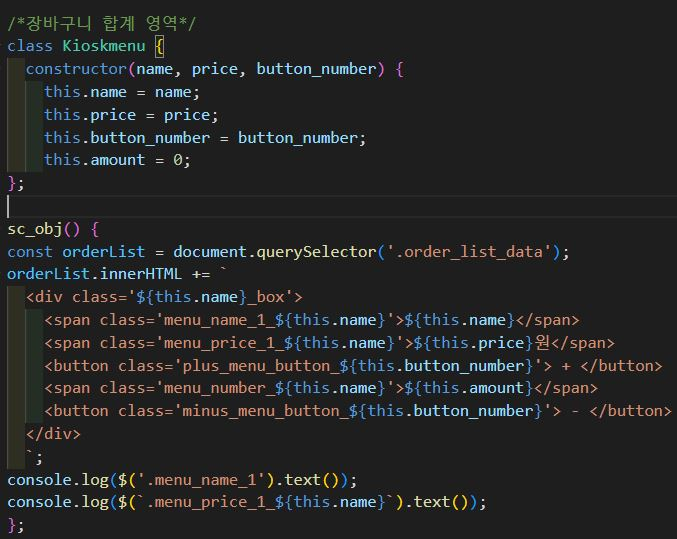 /*장바구니 합계 영역*/
class Kioskmenu {
constructor(name, price, button_number) {
this.name = name;
this.price = price;
this.button_number = button_number;
this.amount = 0;
};
sc_obj() {
const orderList = document.querySelector('.order_list_data');
orderList.innerHTML += `
<div class='${this.name}_box'>
<span class='menu_name_1_${this.name}'>${this.name}</span>
<span class='menu_price_1_${this.name}'>${this.price}원</span>
<button class='plus_menu_button_${this.button_number}'> + </button>
<span class='menu_number_${this.name}'>${this.amount}</span>
<button class='minus_menu_button_${this.button_number}'> - </button>
</div>
`;
console.log($('.menu_name_1').text());
console.log($(`.menu_price_1_${this.name}`).text());
};